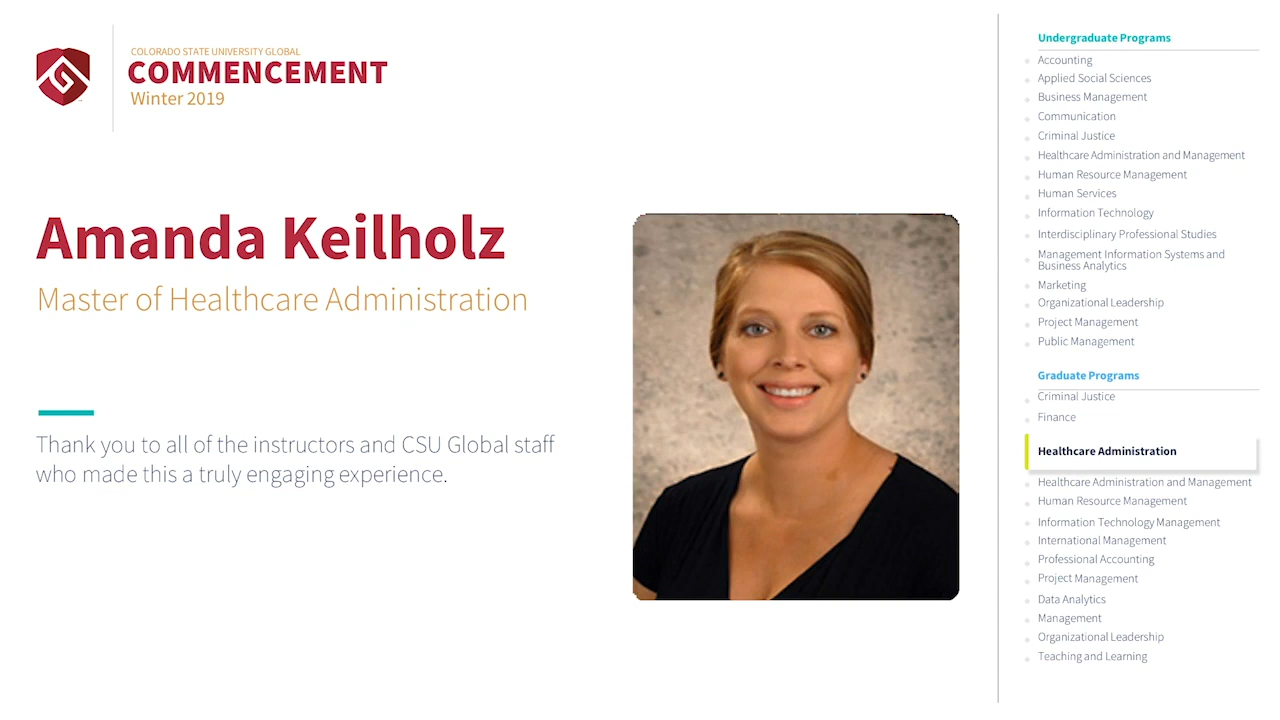 COLORADO STATE UNIVERSITY GLOBAL
COMMENCEMENT
Winter 2019
Amanda Keilholz
Master of Healthcare Administration
Thank you to all of the instructors and CSU Global staff
who made this a truly engaging experience.
Undergraduate Programs
Accounting
Applied Social Sciences
Business Management
Communication
Criminal Justice
Healthcare Administration and Management
Human Resource Management
Human Services
Information Technology
Interdisciplinary Professional Studies
Management Information Systems and
Business Analytics
Marketing
Organizational Leadership
Project Management
Public Management
Graduate Programs
Criminal Justice
Finance
Healthcare Administration
Healthcare Administration and Management
Human Resource Management
Information Technology Management
International Management
Professional Accounting
Project Management
Data Analytics
Management
Organizational Leadership
Teaching and Learning